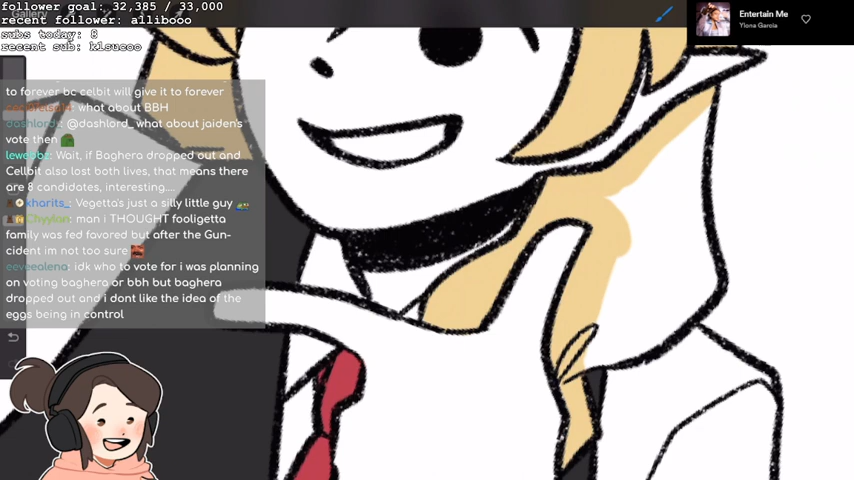 follower goal: 32,385 / 33,000
recent follower: allibooo
subs today: 8
recent sub: klsucoo
Gallery
Entertain Me
Ylona Garcia
to forever bc celbit will give it to forever
what about BBH
@dashlord_ what about jaiden's
vote then
Wait, if Baghera dropped out and
Cellbit also lost both lives, that means
there are 8 candidates, interesting....
kharits_: Vegetta's just a silly little guy
Chyylon: man i THOUGHT fooligetta
family was fed favored but after the Gun-
cident im not too sure
eeveealena: idk who to vote for i was planning
on voting baghera or bbh but baghera
dropped out and i dont like the idea of the
eggs being in control